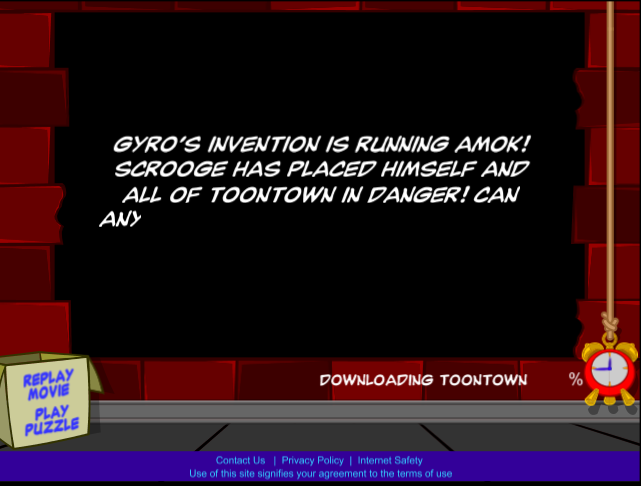 GYRO'S INVENTION IS RUNNING AMOK!
SCROOGE HAS PLACED HIMSELF AND
ALL OF TOONTOWN IN DANGER! CAN
ANY
REPLAY
MOVIE
PLAY
PUZZLE
DOWNLOADING TOONTOWN %
Contact Us | Privacy Policy | Internet Safety
Use of this site signifies your agreement to the terms of use